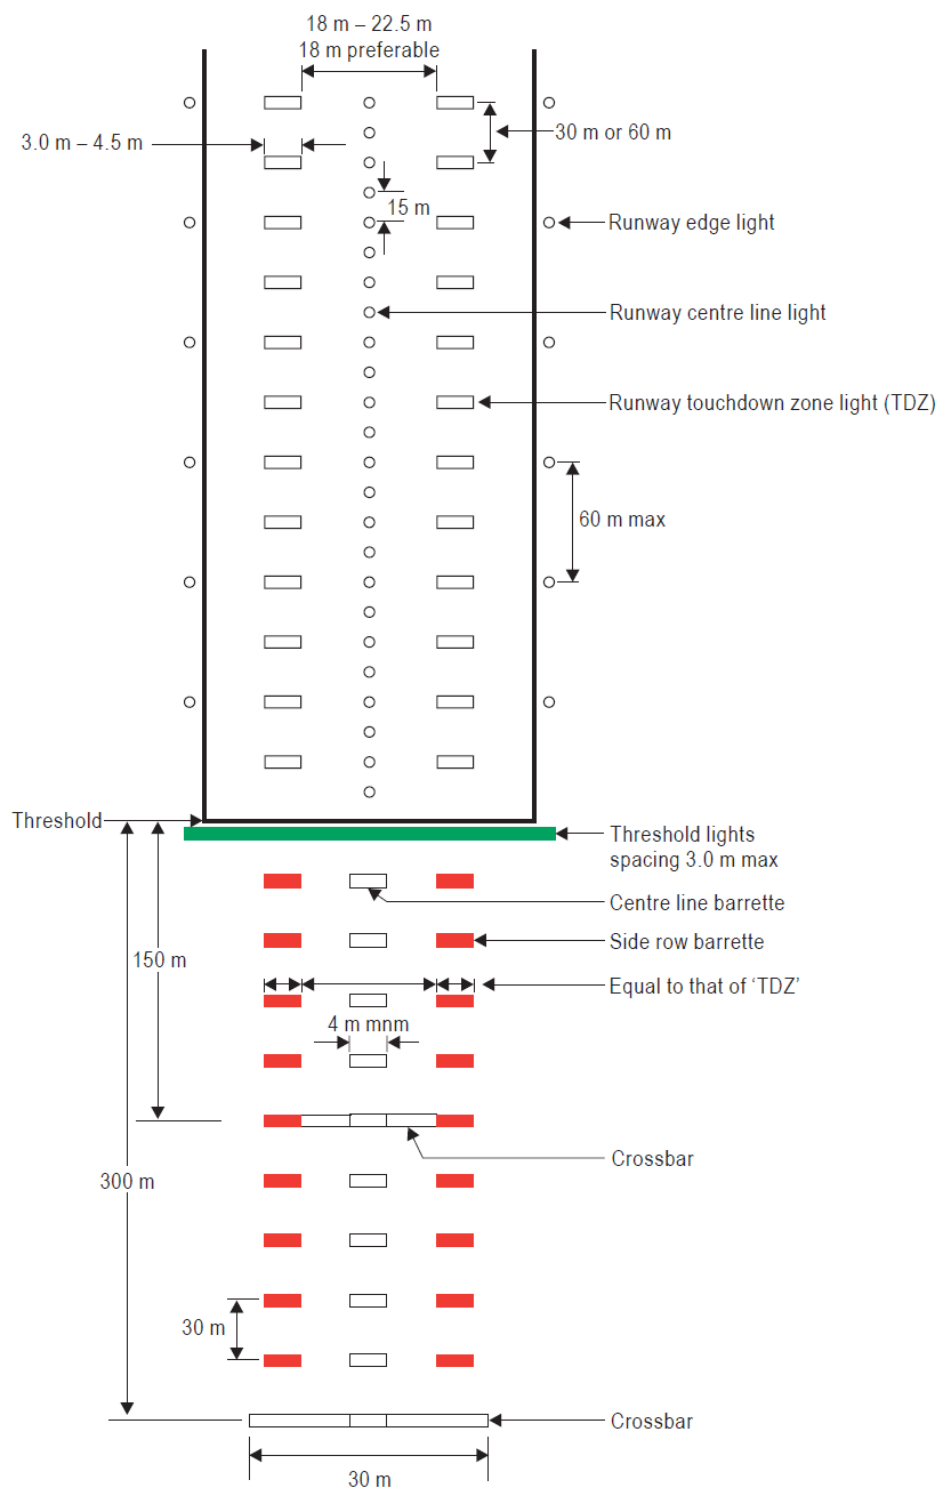 18 m – 22.5 m
18 m preferable
3.0 m – 4.5 m
30 m or 60 m
15 m
Runway edge light
Runway centre line light
Runway touchdown zone light (TDZ)
60 m max
Threshold
Threshold lights
spacing 3.0 m max
Centre line barrette
Side row barrette
150 m
Equal to that of ‘TDZ’
4 m mnm
Crossbar
300 m
30 m
Crossbar
30 m